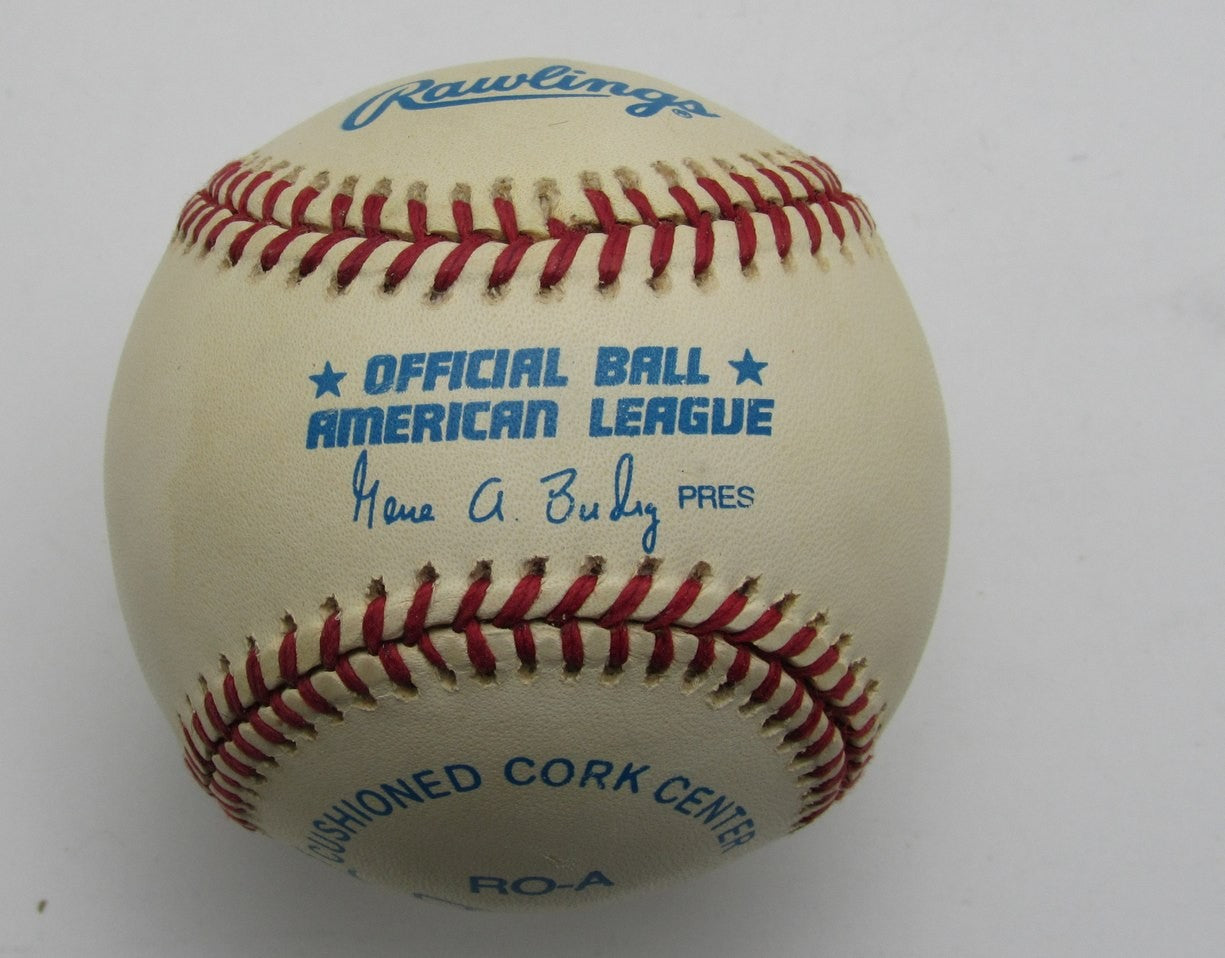 Rawlings®
★ OFFICIAL BALL ★
AMERICAN LEAGUE
Gene A. Budig PRES
CUSHIONED CORK CENTER
RO-A